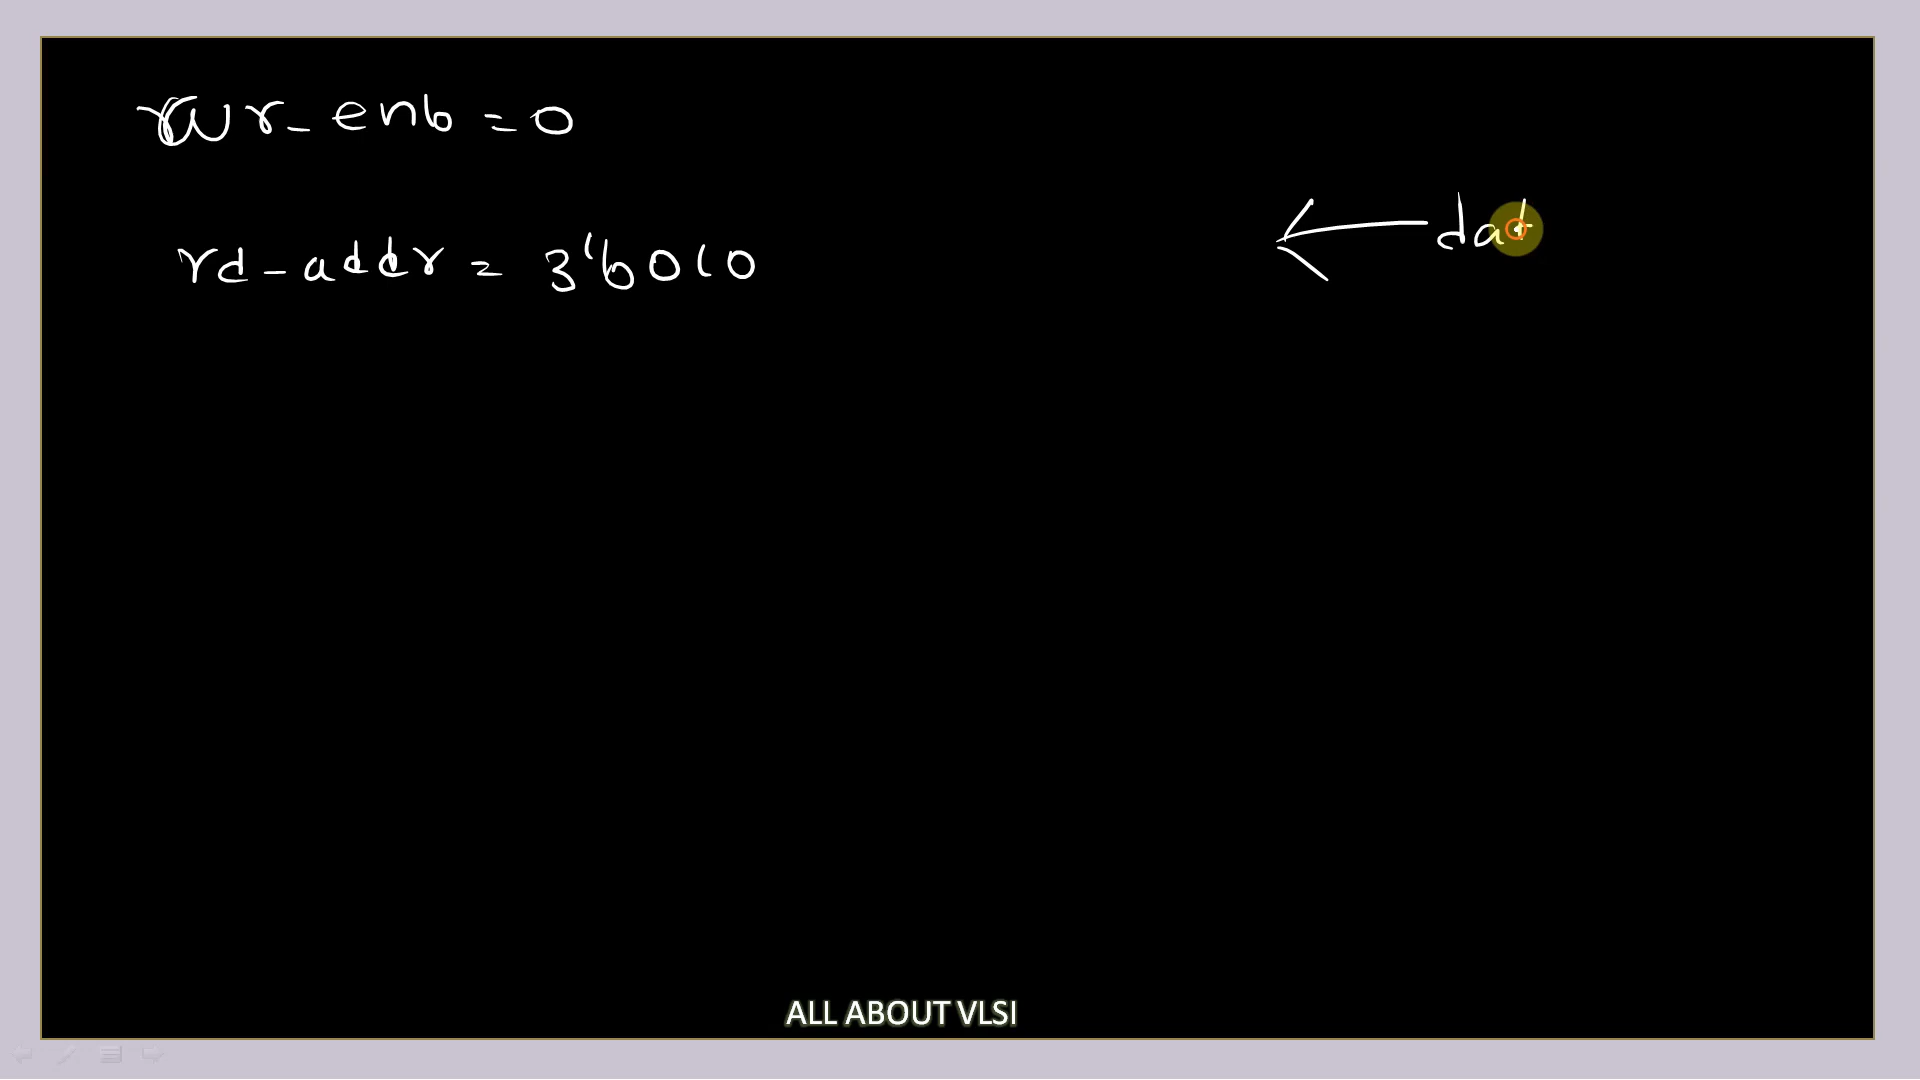 wr_enb = 0
rd_addr = 3'b010
dat
ALL ABOUT VLSI